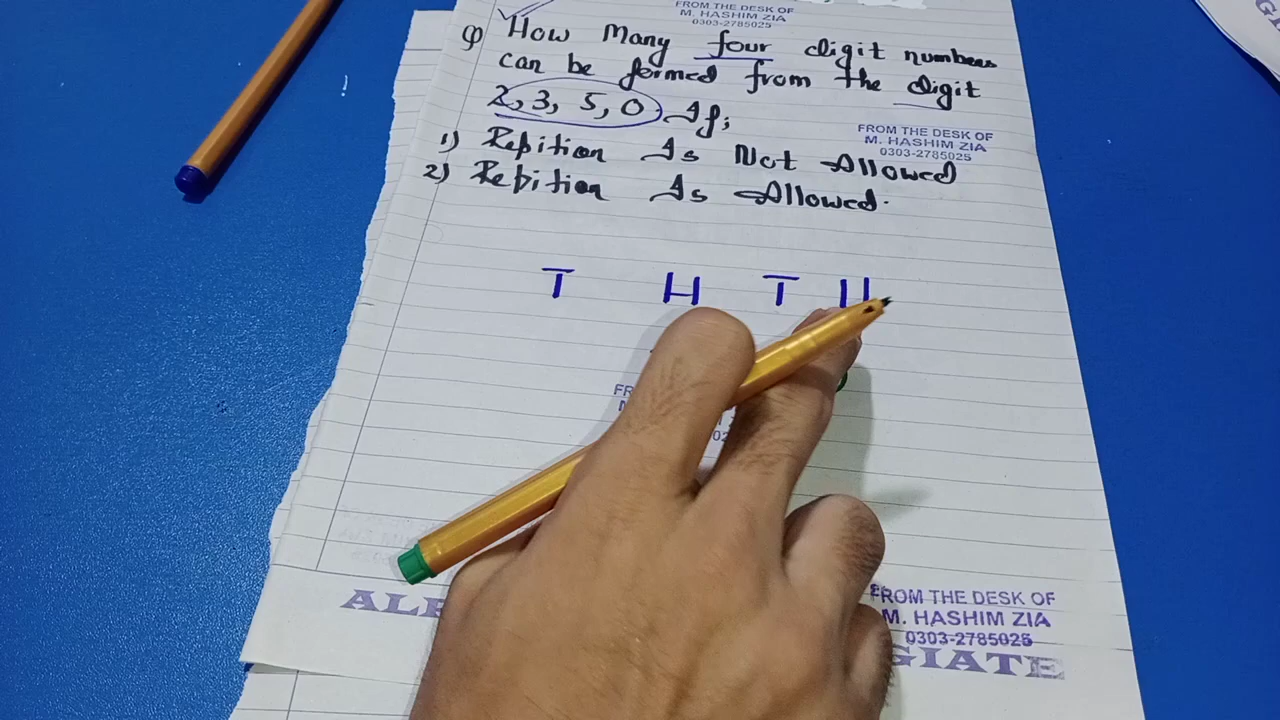 FROM THE DESK OF
M. HASHIM ZIA
0303-2785025
Q How Many four digit numbers
can be formed from the digit
2, 3, 5, 0 If;
FROM THE DESK OF
M. HASHIM ZIA
0303-2785025
1) Repition Is Not Allowed
2) Repition Is Allowed.
T H T U
FROM THE DESK OF
M. HASHIM ZIA
0303-2785025